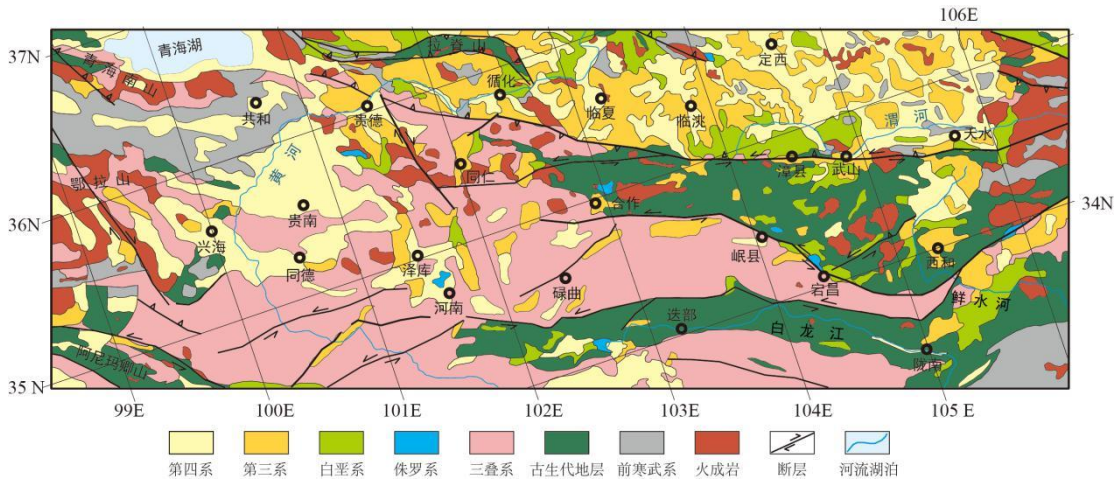 106E
37N
青海湖
拉脊山
定西
青海南山
循化
共和
贵德
临夏
临洮
渭河
天水
黄河
同仁
漳县
武山
鄂拉山
合作
34N
36N
贵南
兴海
岷县
西和
同德
泽库
宕昌
河南
碌曲
鲜水河
迭部
白龙江
阿尼玛卿山
陇南
35N
99E
100E
101E
102E
103E
104E
105E
第四系
第三系
白垩系
侏罗系
三叠系
古生代地层
前寒武系
火成岩
断层
河流湖泊